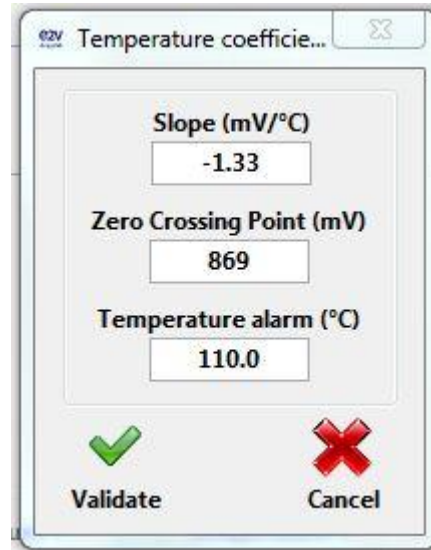 e2v
Temperature coefficie...
Slope (mV/°C)
-1.33
Zero Crossing Point (mV)
869
Temperature alarm (°C)
110.0
Validate
Cancel